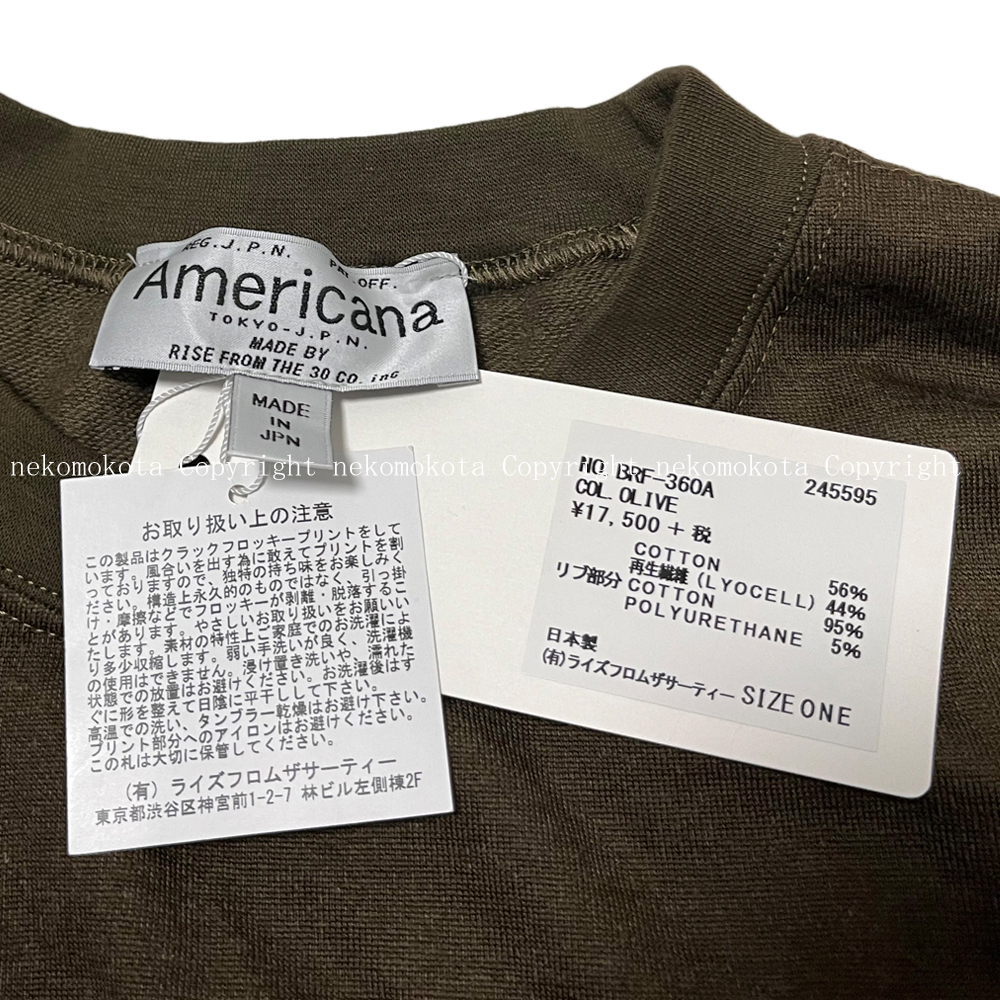 REG.J.P.N. PAT.OFF.
Americana
TOKYO-J.P.N.
MADE BY
RISE FROM THE 30 CO. inc
MADE
IN
JPN
nekomokota Copyright nekomokota Copyright nekomokota Copyright nekomokota
お取り扱い上の注意
この製品はクラックフロッキープリントをして
います。風合いを出す為に敢えてプリントを割
っておりますので、独特の持ち味をお楽しみく
ださい。構造上永久的のものでは無く、引っ掛
け・摩擦などでフロッキーが剥離・脱落するこ
とがあります。やさしくお取り扱いをお願いい
たします。素材の特性上ご家庭でのお洗濯によ
り多少収縮します。弱い手洗いが良く、洗濯機
の使用はできません。浸け置き洗いや、濡れた
状態での放置はお避けください。お洗濯後はす
ぐに形を整えて日陰に平干しして下さい。
高温での洗い、タンブラー乾燥はお避け下さい。
プリント部分へのアイロンはお避けください。
この札は大切に保管してください。
(有) ライズフロムザサーティー
東京都渋谷区神宮前1-2-7 林ビル左側棟2F
NO. BRF-360A 245595
COL. OLIVE
¥17,500 + 税
COTTON 56%
再生繊維 (LYOCELL) 44%
リブ部分 COTTON 95%
POLYURETHANE 5%
日本製
(有)ライズフロムザサーティー SIZE ONE